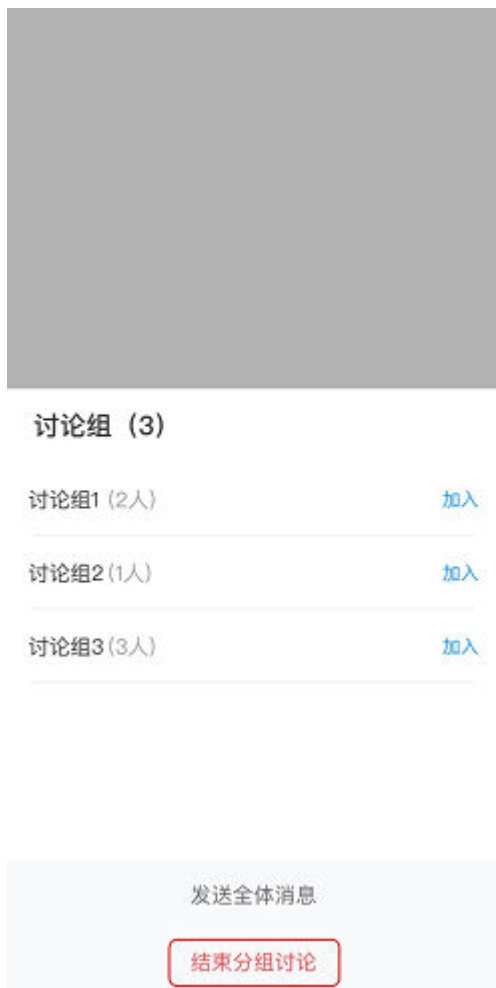 讨论组（3）
讨论组1 (2人)
加入
讨论组2 (1人)
加入
讨论组3 (3人)
加入
发送全体消息
结束分组讨论